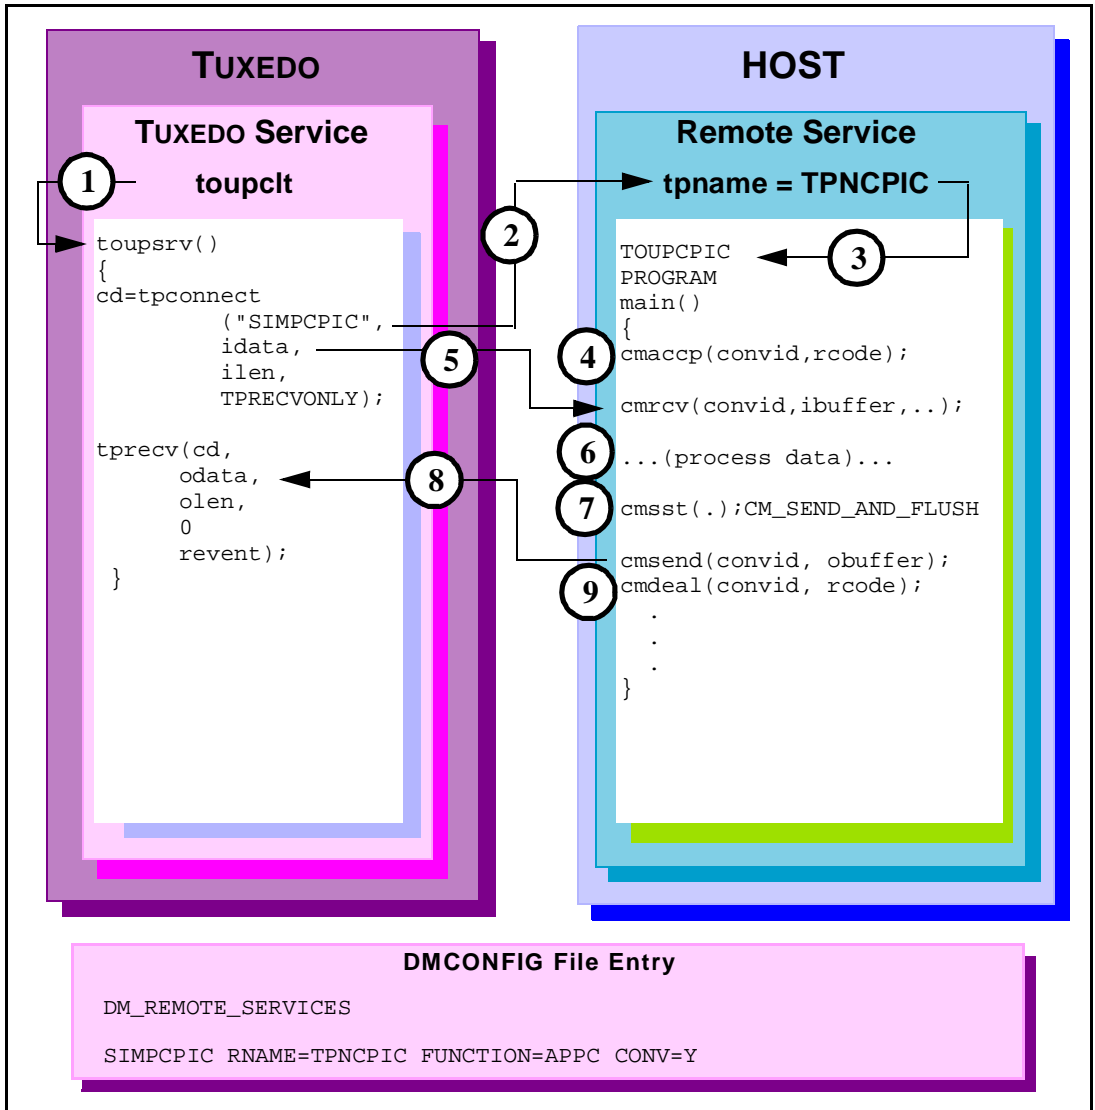 TUXEDO
TUXEDO Service
1
toupclt
toupsrv()
{
cd=tpconnect
("SIMPCPIC",
idata,
ilen,
TPRECVONLY);
tprecv(cd,
odata,
olen,
0
revent);
}
2
5
8
HOST
Remote Service
tpname = TPNCPIC
3
TOUPCPIC
PROGRAM
main()
{
4
cmaccp(convid,rcode);
cmrcv(convid,ibuffer,..);
6
...(process data)...
7
cmsst(.);CM_SEND_AND_FLUSH
cmsend(convid, obuffer);
9
cmdeal(convid, rcode);
.
.
.
}
DMCONFIG File Entry
DM_REMOTE_SERVICES
SIMPCPIC RNAME=TPNCPIC FUNCTION=APPC CONV=Y